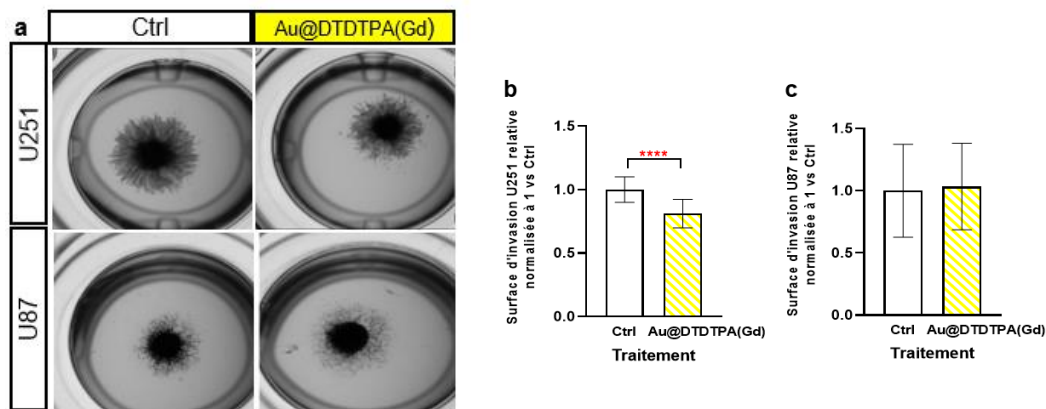 a
Ctrl
Au@DTDTPA(Gd)
U251
U87
b
Surface d'invasion U251 relative
normalisée à 1 vs Ctrl
1.5
1.0
0.5
0.0
****
Ctrl
Au@DTDTPA(Gd)
Traitement
c
Surface d'invasion U87 relative
normalisée à 1 vs Ctrl
1.5
1.0
0.5
0.0
Ctrl
Au@DTDTPA(Gd)
Traitement